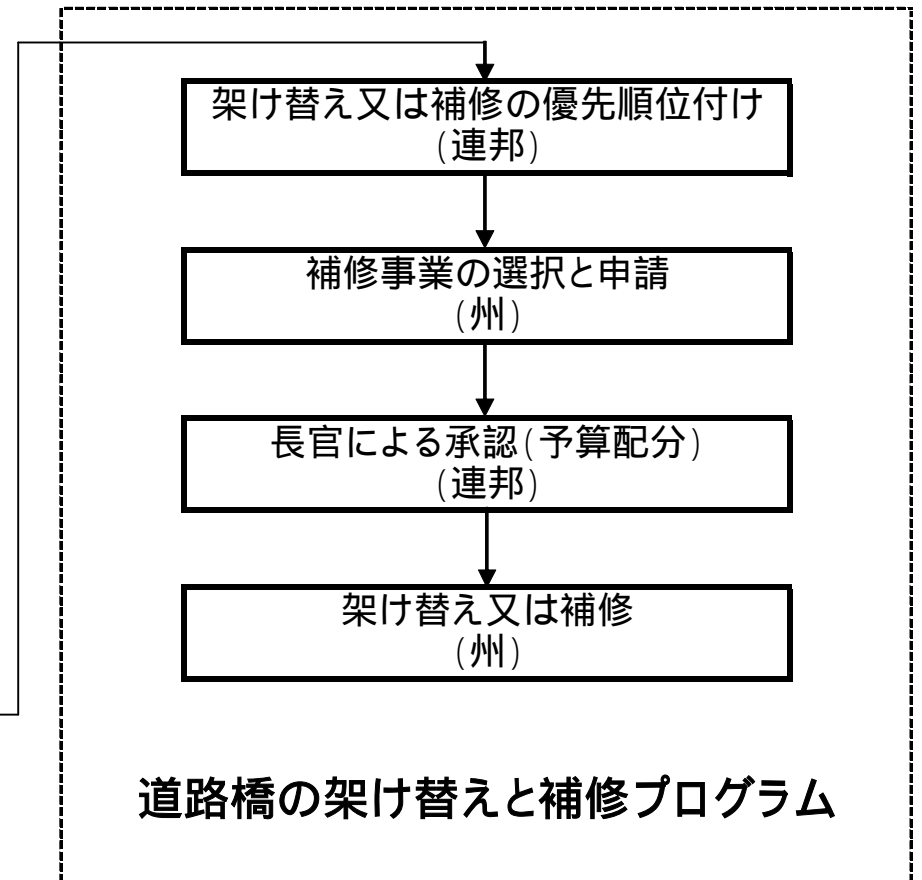 架け替え又は補修の優先順位付け
(連邦)
補修事業の選択と申請
(州)
長官による承認(予算配分)
(連邦)
架け替え又は補修
(州)
道路橋の架け替えと補修プログラム